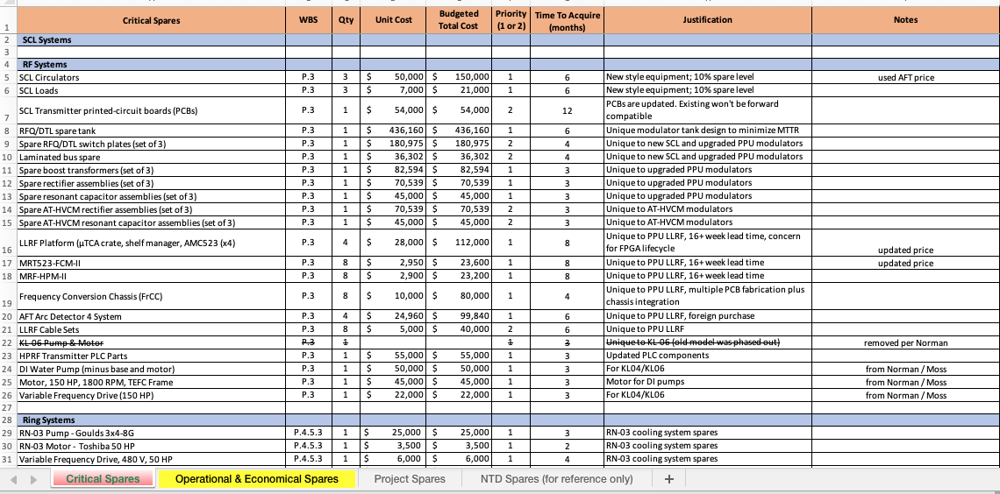 Critical Spares WBS Qty Unit Cost Budgeted Total Cost Priority (1 or 2) Time To Acquire (months) Justification Notes
1
2 SCL Systems
3
4 RF Systems
5 SCL Circulators P.3 3 $ 50,000 $ 150,000 1 6 New style equipment; 10% spare level used AFT price
6 SCL Loads P.3 3 $ 7,000 $ 21,000 1 6 New style equipment; 10% spare level
7 SCL Transmitter printed-circuit boards (PCBs) P.3 1 $ 54,000 $ 54,000 2 12 PCBs are updated. Existing won't be forward compatible
8 RFQ/DTL spare tank P.3 1 $ 436,160 $ 436,160 1 6 Unique modulator tank design to minimize MTTR
9 Spare RFQ/DTL switch plates (set of 3) P.3 1 $ 180,975 $ 180,975 2 4 Unique to new SCL and upgraded PPU modulators
10 Laminated bus spare P.3 1 $ 36,302 $ 36,302 2 4 Unique to new SCL and upgraded PPU modulators
11 Spare boost transformers (set of 3) P.3 1 $ 82,594 $ 82,594 1 3 Unique to upgraded PPU modulators
12 Spare rectifier assemblies (set of 3) P.3 1 $ 70,539 $ 70,539 1 3 Unique to upgraded PPU modulators
13 Spare resonant capacitor assemblies (set of 3) P.3 1 $ 45,000 $ 45,000 1 3 Unique to upgraded PPU modulators
14 Spare AT-HVCM rectifier assemblies (set of 3) P.3 1 $ 70,539 $ 70,539 2 3 Unique to AT-HVCM modulators
15 Spare AT-HVCM resonant capacitor assemblies (set of 3) P.3 1 $ 45,000 $ 45,000 2 3 Unique to AT-HVCM modulators
16 LLRF Platform (µTCA crate, shelf manager, AMC523 (x4) P.3 4 $ 28,000 $ 112,000 1 8 Unique to PPU LLRF, 16+ week lead time, concern for FPGA lifecycle updated price
17 MRT523-FCM-II P.3 8 $ 2,950 $ 23,600 1 8 Unique to PPU LLRF, 16+ week lead time updated price
18 MRF-HPM-II P.3 8 $ 2,900 $ 23,200 1 8 Unique to PPU LLRF, 16+ week lead time
19 Frequency Conversion Chassis (FrCC) P.3 8 $ 10,000 $ 80,000 1 4 Unique to PPU LLRF, multiple PCB fabrication plus chassis integration
20 AFT Arc Detector 4 System P.3 4 $ 24,960 $ 99,840 1 6 Unique to PPU LLRF, foreign purchase
21 LLRF Cable Sets P.3 8 $ 5,000 $ 40,000 2 6 Unique to PPU LLRF
22 KL-06 Pump & Motor P.3 1 1 3 Unique to KL-06 (old model was phased out) removed per Norman
23 HPRF Transmitter PLC Parts P.3 1 $ 55,000 $ 55,000 1 3 Updated PLC components
24 DI Water Pump (minus base and motor) P.3 1 $ 50,000 $ 50,000 1 3 For KL04/KL06 from Norman / Moss
25 Motor, 150 HP, 1800 RPM, TEFC Frame P.3 1 $ 45,000 $ 45,000 1 3 Motor for DI pumps from Norman / Moss
26 Variable Frequency Drive (150 HP) P.3 1 $ 22,000 $ 22,000 1 3 For KL04/KL06 from Norman / Moss
27
28 Ring Systems
29 RN-03 Pump - Goulds 3x4-8G P.4.5.3 1 $ 25,000 $ 25,000 1 3 RN-03 cooling system spares
30 RN-03 Motor - Toshiba 50 HP P.4.5.3 1 $ 3,500 $ 3,500 1 2 RN-03 cooling system spares
31 Variable Frequency Drive, 480 V, 50 HP P.4.5.3 1 $ 6,000 $ 6,000 1 4 RN-03 cooling system spares
Critical Spares Operational & Economical Spares Project Spares NTD Spares (for reference only) +